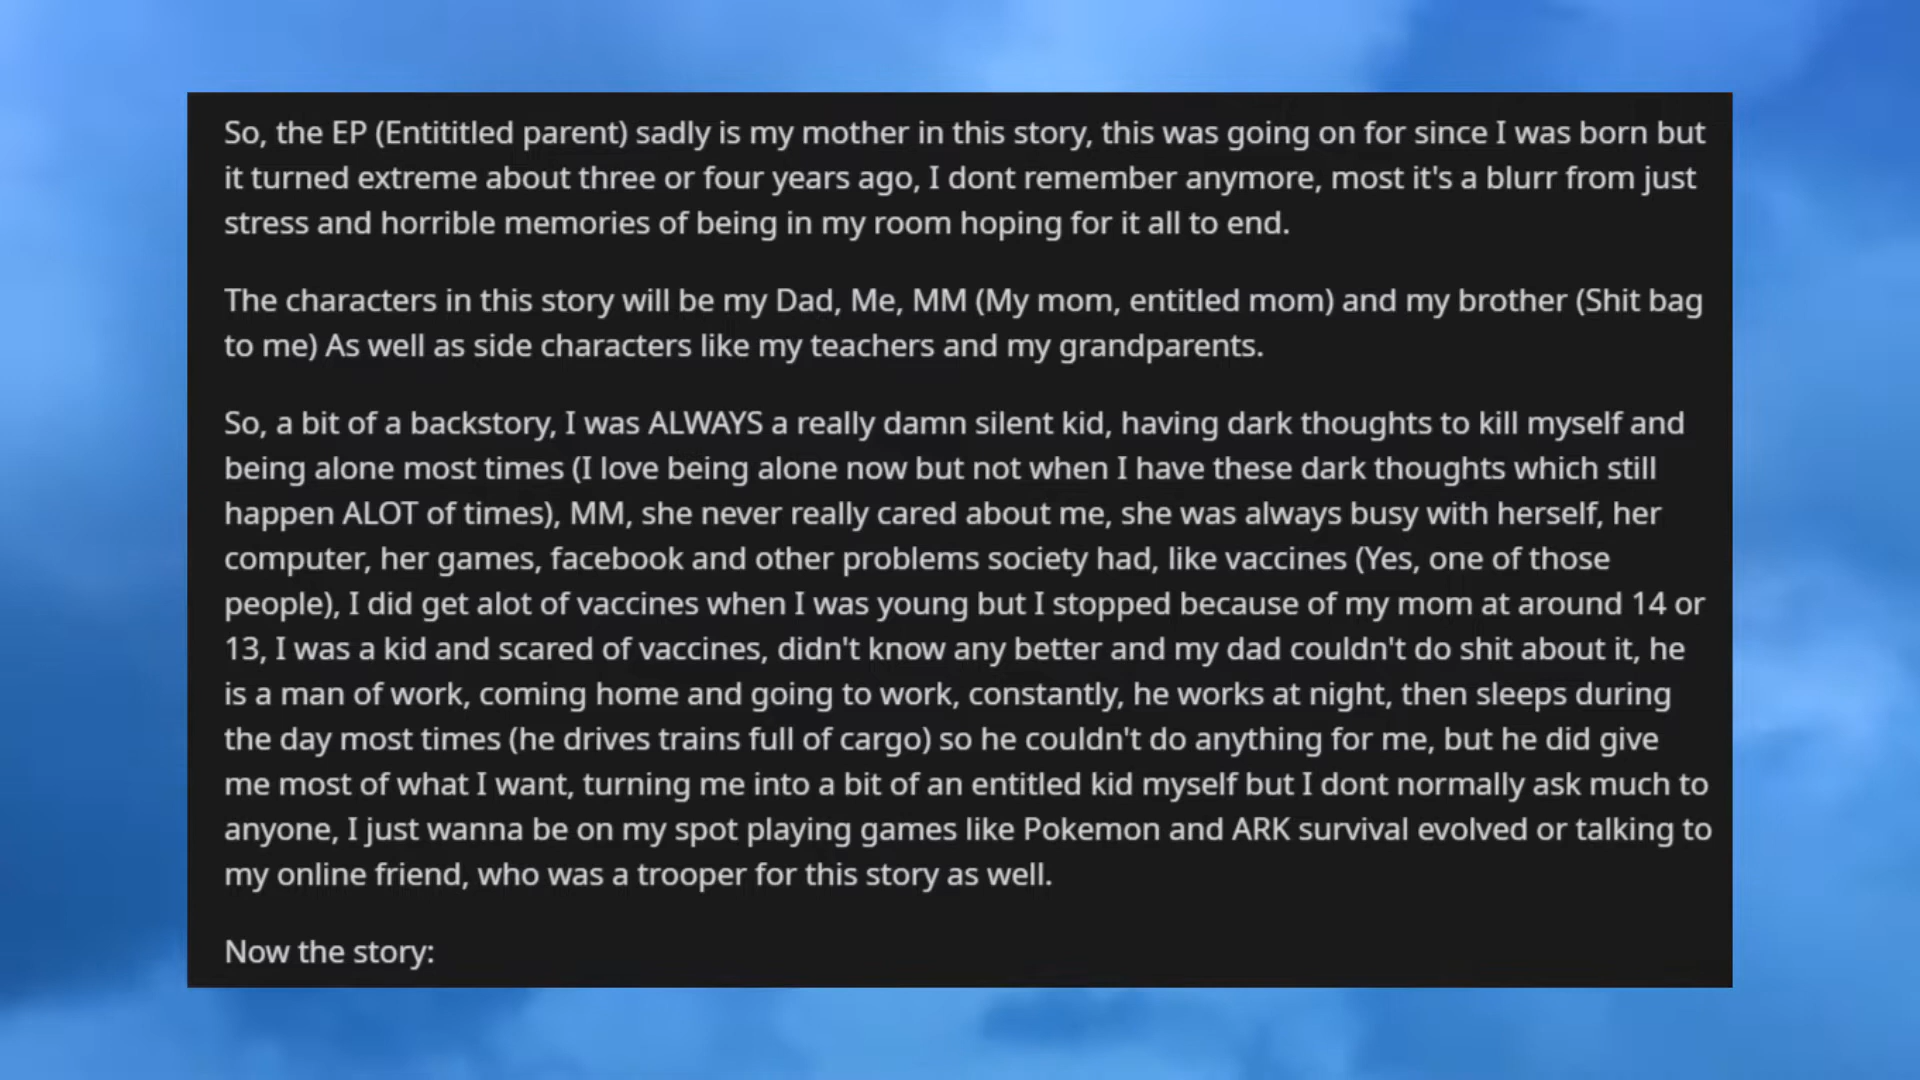 So, the EP (Entititled parent) sadly is my mother in this story, this was going on for since I was born but
it turned extreme about three or four years ago, I dont remember anymore, most it's a blurr from just
stress and horrible memories of being in my room hoping for it all to end.
The characters in this story will be my Dad, Me, MM (My mom, entitled mom) and my brother (Shit bag
to me) As well as side characters like my teachers and my grandparents.
So, a bit of a backstory, I was ALWAYS a really damn silent kid, having dark thoughts to kill myself and
being alone most times (I love being alone now but not when I have these dark thoughts which still
happen ALOT of times), MM, she never really cared about me, she was always busy with herself, her
computer, her games, facebook and other problems society had, like vaccines (Yes, one of those
people), I did get alot of vaccines when I was young but I stopped because of my mom at around 14 or
13, I was a kid and scared of vaccines, didn't know any better and my dad couldn't do shit about it, he
is a man of work, coming home and going to work, constantly, he works at night, then sleeps during
the day most times (he drives trains full of cargo) so he couldn't do anything for me, but he did give
me most of what I want, turning me into a bit of an entitled kid myself but I dont normally ask much to
anyone, I just wanna be on my spot playing games like Pokemon and ARK survival evolved or talking to
my online friend, who was a trooper for this story as well.
Now the story: